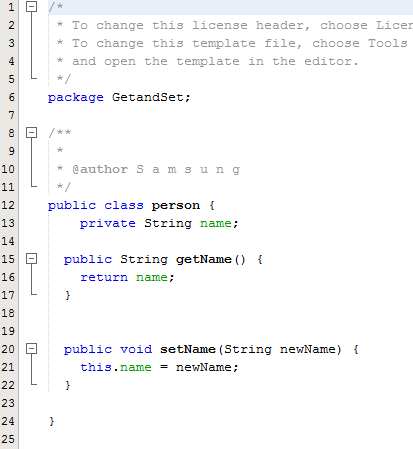 1 /*
2 * To change this license header, choose Licen
3 * To change this template file, choose Tools
4 * and open the template in the editor.
5 */
6 package GetandSet;
7
8 /**
9 *
10 * @author S a m s u n g
11 */
12 public class person {
13 private String name;
14
15 public String getName() {
16 return name;
17 }
18
19
20 public void setName(String newName) {
21 this.name = newName;
22 }
23
24 }
25